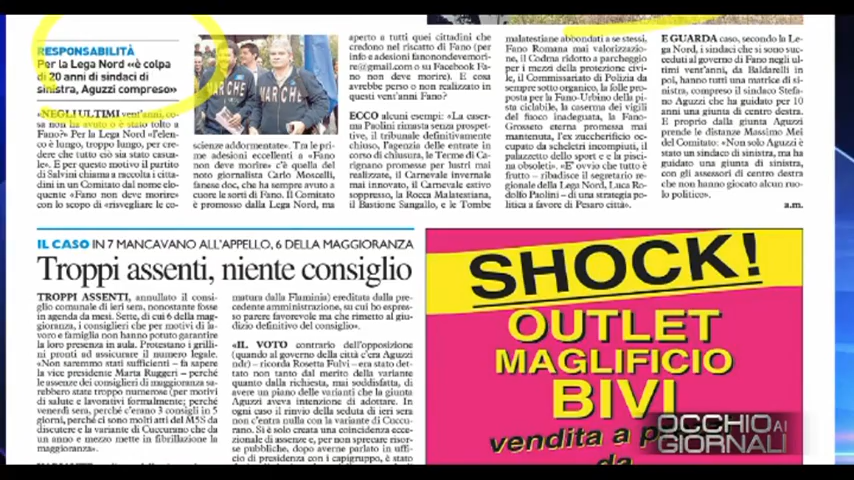 RESPONSABILITÀ
Per la Lega Nord «è colpa
di 20 anni di sindaci di
sinistra, Aguzzi compreso»
«NEGLI ULTIMI vent'anni, co-
sa non ha avuto o è stato tolto a
Fano?» Per la Lega Nord «l'elen-
co è lungo, troppo lungo, per cre-
dere che tutto ciò sia stato casua-
le». E per questo motivo il partito
di Salvini chiama a raccolta i citta-
dini in un Comitato dal nome elo-
quente «Fano non deve morire»
con lo scopo di «risvegliare le co-
MARCHE
MARCHE
scienze addormentate». Tra le pri-
me adesioni eccellenti a «Fano
non deve morire» c'è quella del
noto giornalista Carlo Moscelli,
fanese doc, che ha sempre avuto a
cuore le sorti di Fano. Il Comitato
è promosso dalla Lega Nord, ma
aperto a tutti quei cittadini che
credono nel riscatto di Fano (per
info e adesioni fanonondevemori-
re@gmail.com o su Facebook Fa-
no non deve morire). E cosa
avrebbe perso o non realizzato in
questi vent'anni Fano?
ECCO alcuni esempi: «La caser-
ma Paolini rimasta senza prospet-
tive, il tribunale definitivamente
chiuso, l'agenzia delle entrate in
corso di chiusura, le Terme di Ca-
rignano promesse per lustri mai
realizzate, il Carnevale invernale
mai innovato, il Carnevale estivo
soppresso, la Rocca Malatestiana,
il Bastione Sangallo, e le Tombe
malatestiane abbondati a se stessi,
Fano Romana mai valorizzazio-
ne, il Codma ridotto a parcheggio
per i mezzi della protezione civi-
le, il Commissariato di Polizia da
sempre sotto organico, la folle pro-
posta per la Fano-Urbino della pi-
sta ciclabile, la caserma dei vigili
del fuoco inadeguata, la Fano-
Grosseto eterna promessa mai
mantenuta, l'ex zuccherificio oc-
cupato da scheletri incompiuti, il
palazzetto dello sport e la pisci-
na obsoleti». «E' ovvio che tutto è
frutto – ribadisce il segretario re-
gionale della Lega Nord, Luca Ro-
dolfo Paolini – di una strategia po-
litica a favore di Pesaro città».
E GUARDA caso, secondo la Le-
ga Nord, i sindaci che si sono suc-
ceduti al governo di Fano negli ul-
timi vent'anni, da Baldarelli in
poi, hanno tutti una matrice di si-
nistra, compreso il sindaco Stefa-
no Aguzzi che ha guidato per 10
anni una giunta di centro destra.
E proprio dalla giunta Aguzzi
prende le distanze Massimo Mei
del Comitato: «Non solo Aguzzi è
stato un sindaco di sinistra, ma ha
guidato una giunta di sinistra,
con gli assessori di centro destra
che non hanno giocato alcun ruo-
lo politico».
a.m.
IL CASO IN 7 MANCAVANO ALL'APPELLO, 6 DELLA MAGGIORANZA
Troppi assenti, niente consiglio
TROPPI ASSENTI, annullato il consi-
glio comunale di ieri sera, nonostante fosse
in agenda da mesi. Sette, di cui 6 della mag-
gioranza, i consiglieri che per motivi di la-
voro e famiglia non hanno potuto garantire
la loro presenza in aula. Protestano i grilli-
ni pronti ad assicurare il numero legale.
«Non saremmo stati sufficienti – fa sapere
la vice presidente Marta Ruggeri – perché
le assenze dei consiglieri di maggioranza sa-
rebbero state troppo numerose (per motivi
di salute e lavorativi formalmente; perché
venerdì sera, perché c'erano 3 consigli in 5
giorni, perché ci sono molti atti del M5S da
discutere e la variante di Cuccurano che da
un anno e mezzo mette in fibrillazione la
maggioranza».
matura dalla Flaminia) ereditata dalla pre-
cedente amministrazione, su cui ho espres-
so parere favorevole ma che rimetto al giu-
dizio definitivo del consiglio».
«IL VOTO contrario dell'opposizione
(quando al governo della città c'era Aguzzi
ndr) – ricorda Rosetta Fulvi – era stato det-
tato non tanto dal merito della variante
quanto dalla richiesta, mai soddisfatta, di
avere un piano delle varianti che la giunta
Aguzzi aveva intenzione di adottare. In
ogni caso il rinvio della seduta di ieri sera
non c'entra nulla con la variante di Cuccu-
rano. Si è solo creata una coincidenza ecce-
zionale di assenze e, per non sprecare risor-
se pubbliche, dopo averne parlato in uffi-
cio di presidenza con i capigruppo, è stato
SHOCK!
OUTLET
MAGLIFICIO
BIVI
vendita a p
da
OCCHIO AI
GIORNALI